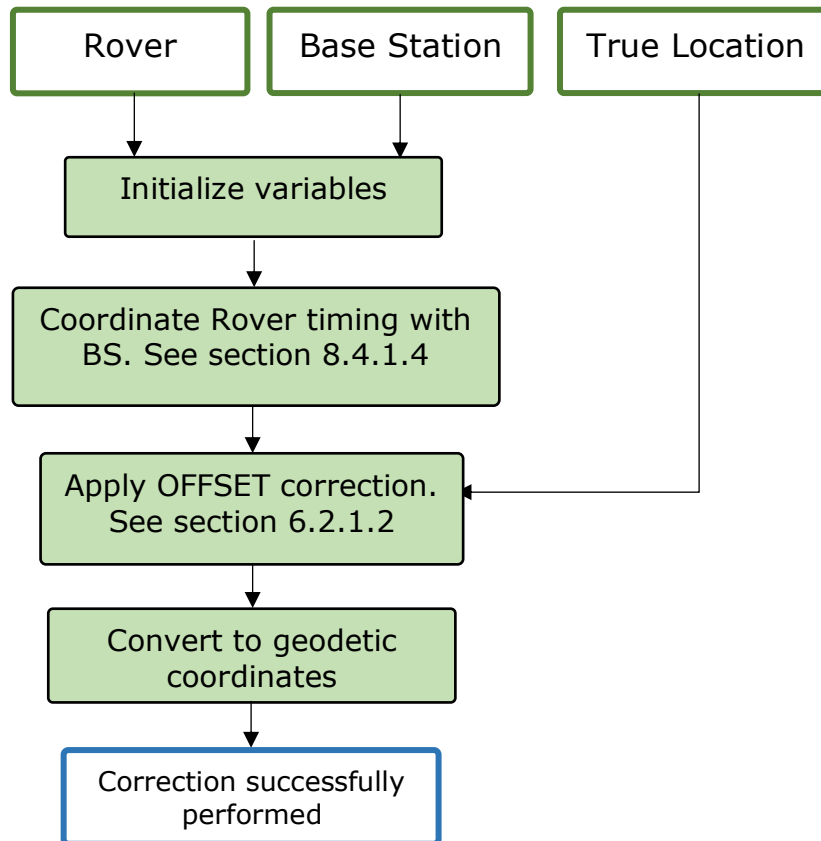 Rover
Base Station
True Location
Initialize variables
Coordinate Rover timing with
BS. See section 8.4.1.4
Apply OFFSET correction.
See section 6.2.1.2
Convert to geodetic
coordinates
Correction successfully
performed